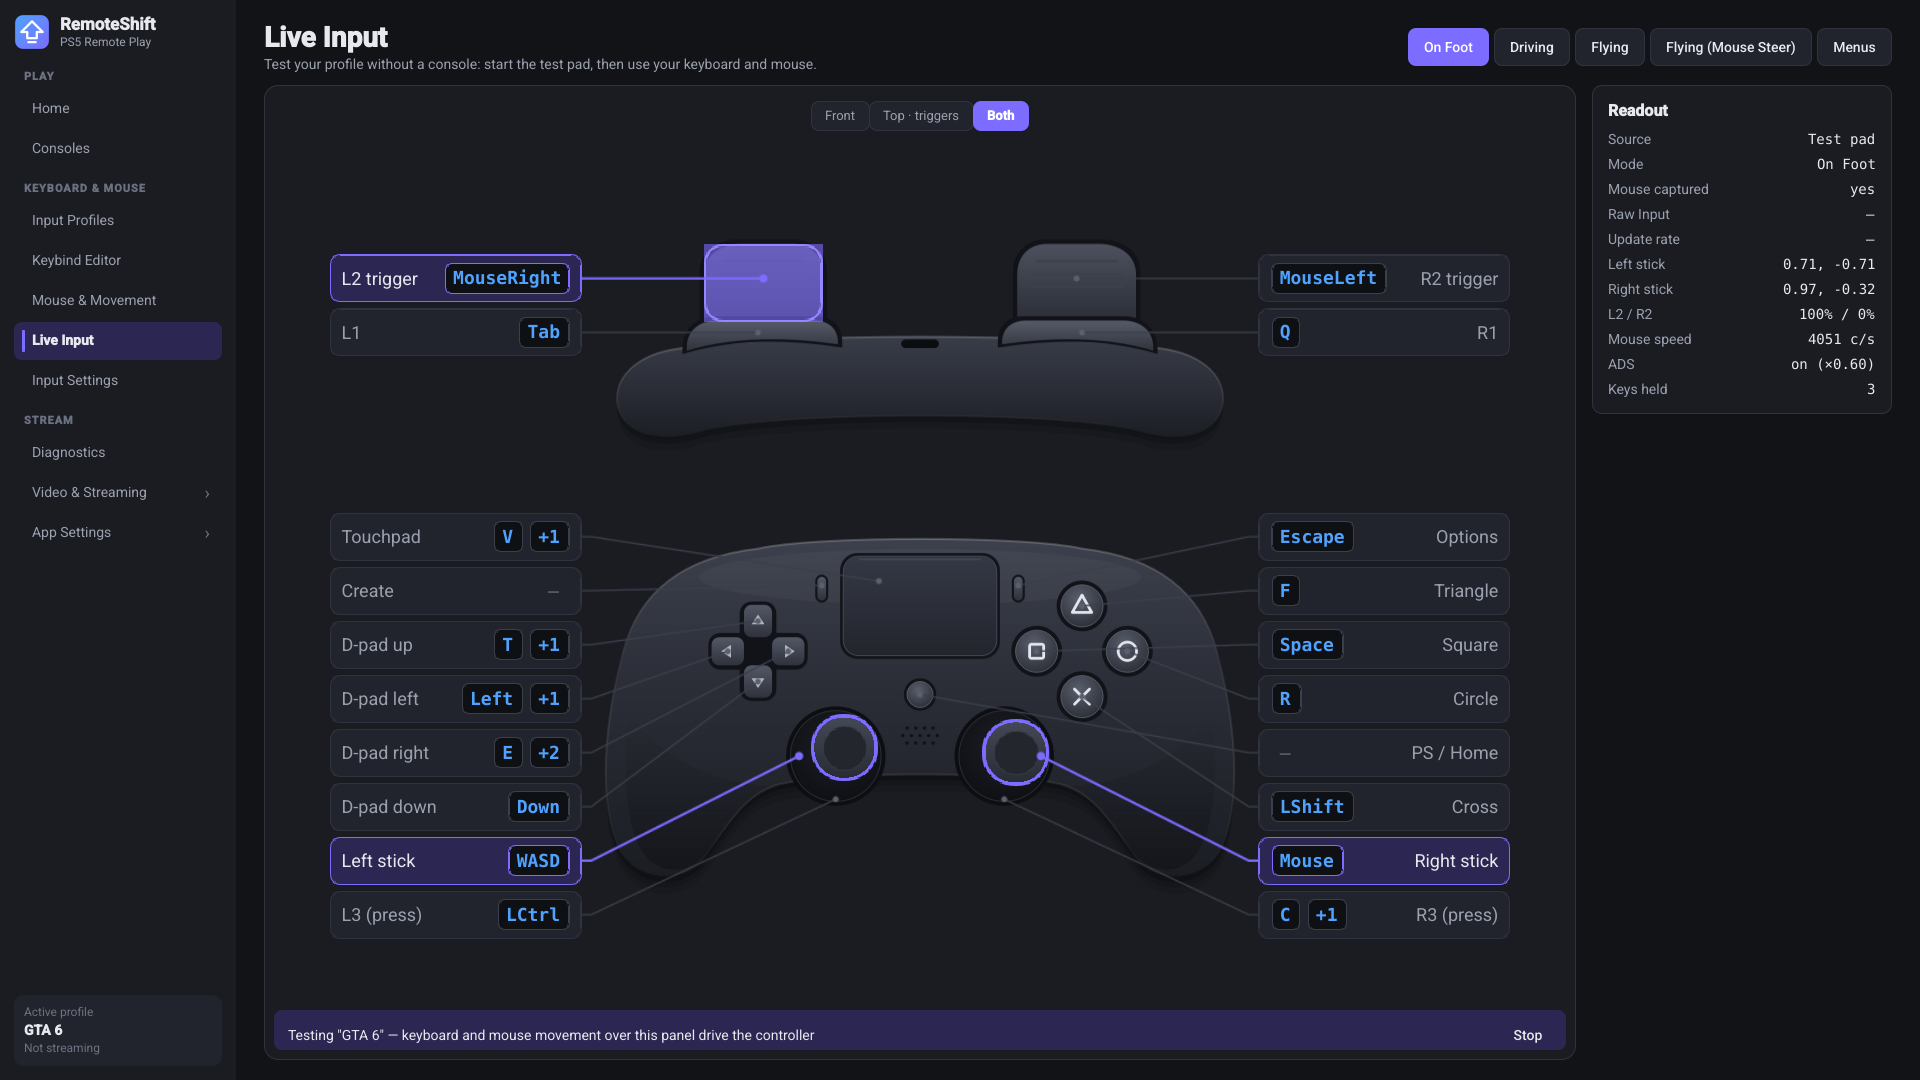 RemoteShift
PS5 Remote Play
PLAY
Home
Consoles
KEYBOARD & MOUSE
Input Profiles
Keybind Editor
Mouse & Movement
Live Input
Input Settings
STREAM
Diagnostics
Video & Streaming
App Settings
Active profile
GTA 6
Not streaming
Live Input
Test your profile without a console: start the test pad, then use your keyboard and mouse.
On Foot Driving Flying Flying (Mouse Steer) Menus
Front Top · triggers Both
L2 trigger MouseRight
L1 Tab
MouseLeft R2 trigger
Q R1
Touchpad V +1
Create –
D-pad up T +1
D-pad left Left +1
D-pad right E +2
D-pad down Down
Left stick WASD
L3 (press) LCtrl
Escape Options
F Triangle
Space Square
R Circle
– PS / Home
LShift Cross
Mouse Right stick
C +1 R3 (press)
Testing "GTA 6" — keyboard and mouse movement over this panel drive the controller Stop
Readout
Source Test pad
Mode On Foot
Mouse captured yes
Raw Input –
Update rate –
Left stick 0.71, -0.71
Right stick 0.97, -0.32
L2 / R2 100% / 0%
Mouse speed 4051 c/s
ADS on (×0.60)
Keys held 3